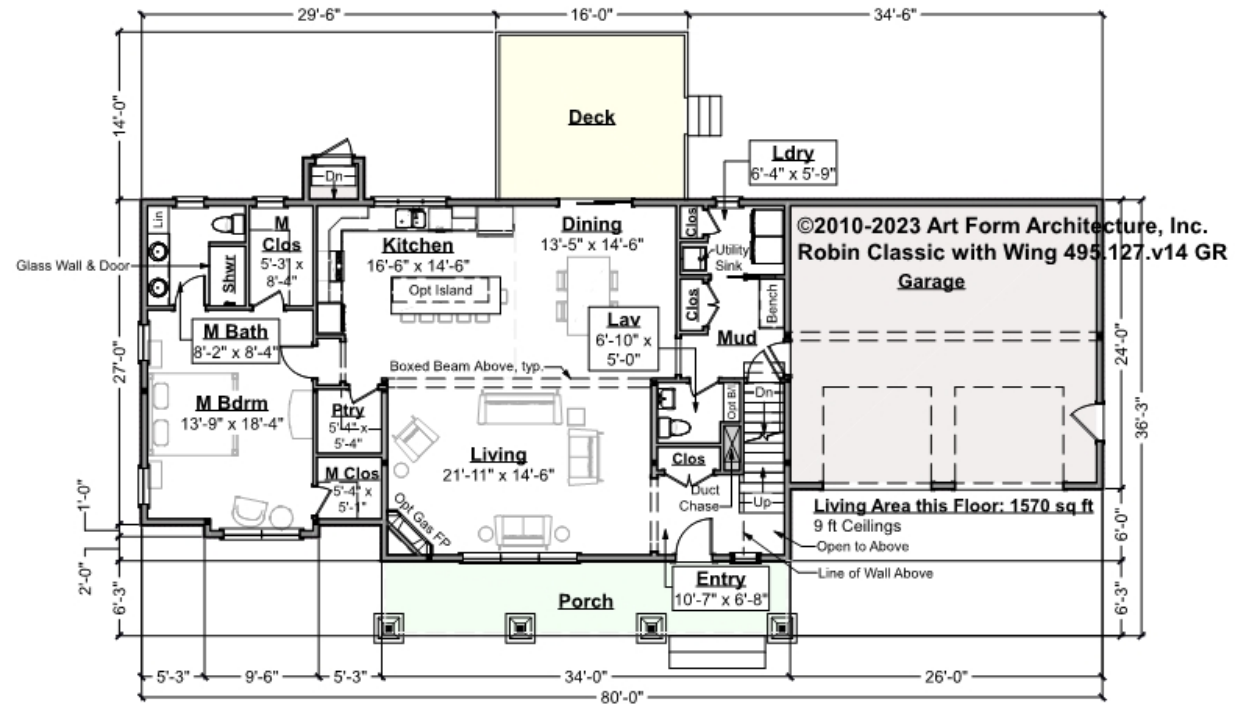 29'-6"
16'-0"
34'-6"
14'-0"
Deck
Ldry
6'-4" x 5'-9"
Dn
Lin
M
Clos
5'-3" x
8'-4"
Kitchen
16'-6" x 14'-6"
Opt Island
Dining
13'-5" x 14'-6"
Clos
Utility
Sink
©2010-2023 Art Form Architecture, Inc.
Robin Classic with Wing 495.127.v14 GR
Garage
Glass Wall & Door
Shwr
Clos
Bench
Lav
6'-10" x
5'-0"
Mud
M Bath
8'-2" x 8'-4"
27'-0"
24'-0"
36'-3"
Boxed Beam Above, typ.
M Bdrm
13'-9" x 18'-4"
Ptry
5'-4" x
5'-4"
Dn
Living
21'-11" x 14'-6"
Clos
M Clos
5'-4" x
5'-1"
Duct
Chase
Up
Opt Gas FP
Living Area this Floor: 1570 sq ft
9 ft Ceilings
Open to Above
Line of Wall Above
1'-0"
2'-0"
6'-3"
6'-0"
6'-3"
Entry
10'-7" x 6'-8"
Porch
5'-3"
9'-6"
5'-3"
34'-0"
26'-0"
80'-0"